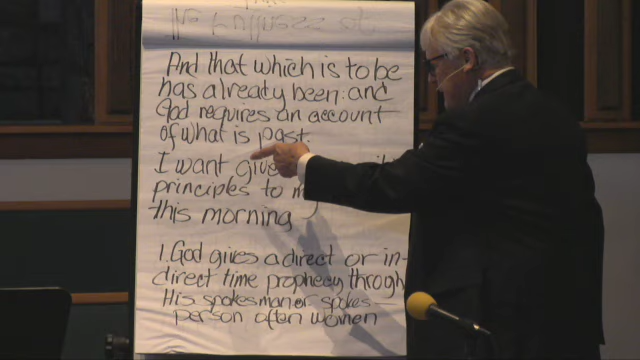 And that which is to be
has already been: and
God requires an account
of what is past.
I want give
principles to
this morning
1. God gives a direct or in-
direct time prophecy through
His spokesman or spokes-
person often women